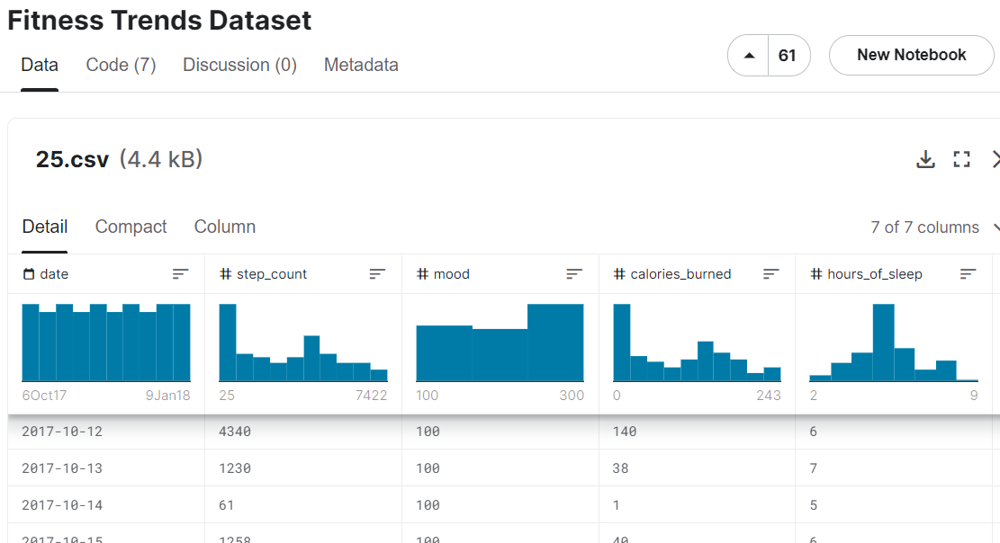 Fitness Trends Dataset
Data Code (7) Discussion (0) Metadata
61
New Notebook
25.csv (4.4 kB)
Detail Compact Column
7 of 7 columns
date # step_count # mood # calories_burned # hours_of_sleep
6Oct17 9Jan18 25 7422 100 300 0 243 2 9
2017-10-12 4340 100 140 6
2017-10-13 1230 100 38 7
2017-10-14 61 100 1 5
2017-10-15 1258 100 40 6